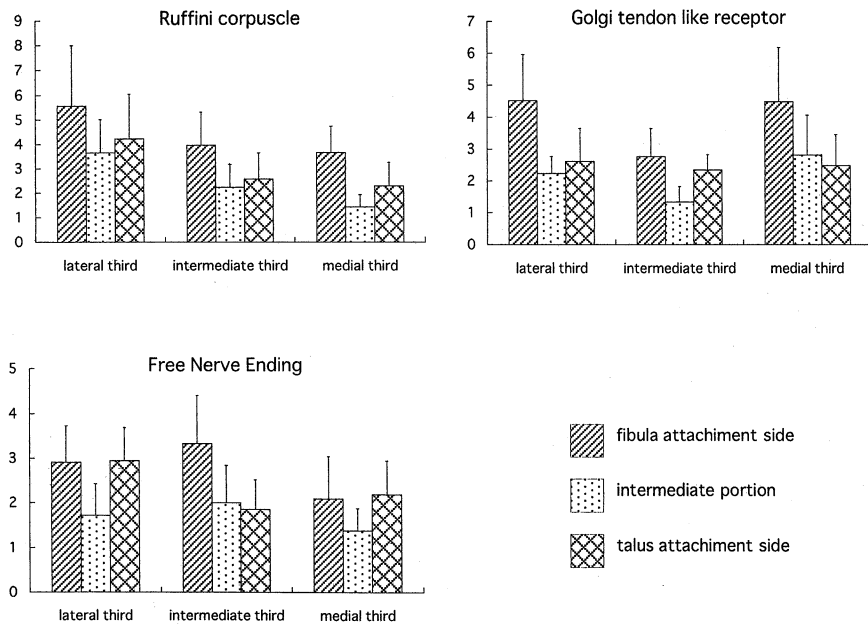 Ruffini corpuscle
9
8
7
6
5
4
3
2
1
0
lateral third intermediate third medial third
Golgi tendon like receptor
7
6
5
4
3
2
1
0
lateral third intermediate third medial third
Free Nerve Ending
5
4
3
2
1
0
lateral third intermediate third medial third
fibula attachiment side
intermediate portion
talus attachiment side